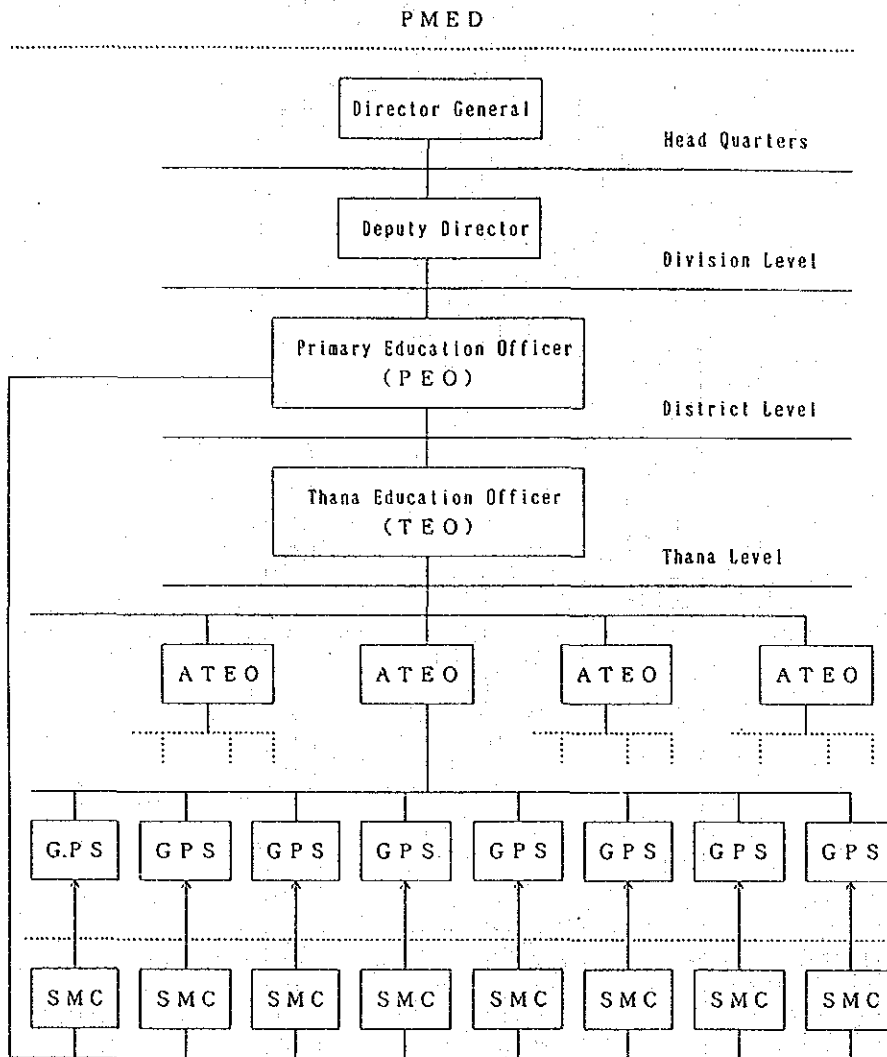 PMED
Director General
Head Quarters
Deputy Director
Division Level
Primary Education Officer
(PEO)
District Level
Thana Education Officer
(TEO)
Thana Level
ATEO ATEO ATEO ATEO
G.PS GPS GPS GPS GPS GPS GPS GPS
SMC SMC SMC SMC SMC SMC SMC SMC